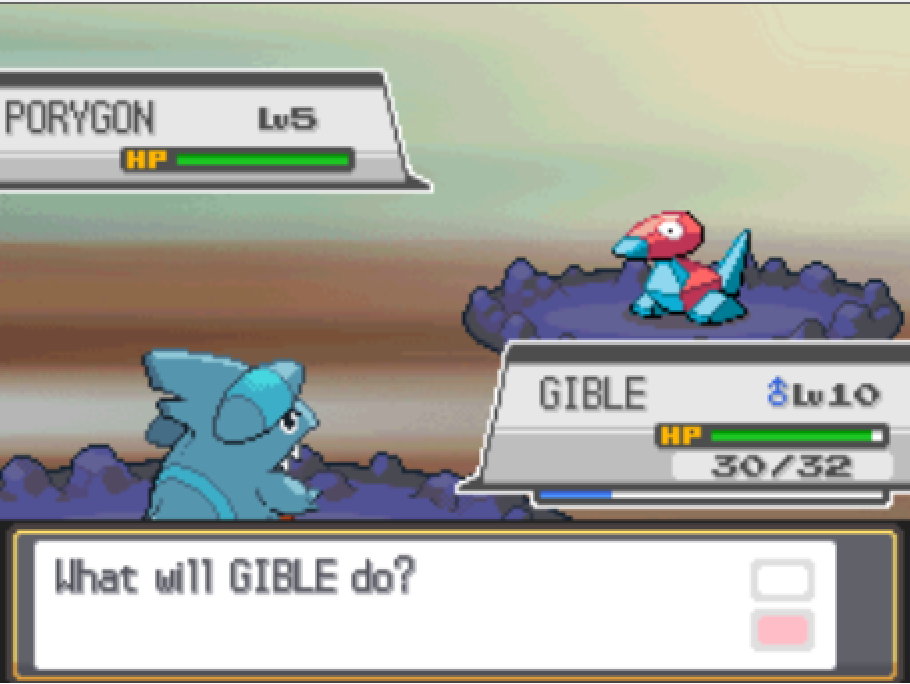 PORYGON Lv5
HP
GIBLE ♂Lv10
HP
30/32
What will GIBLE do?